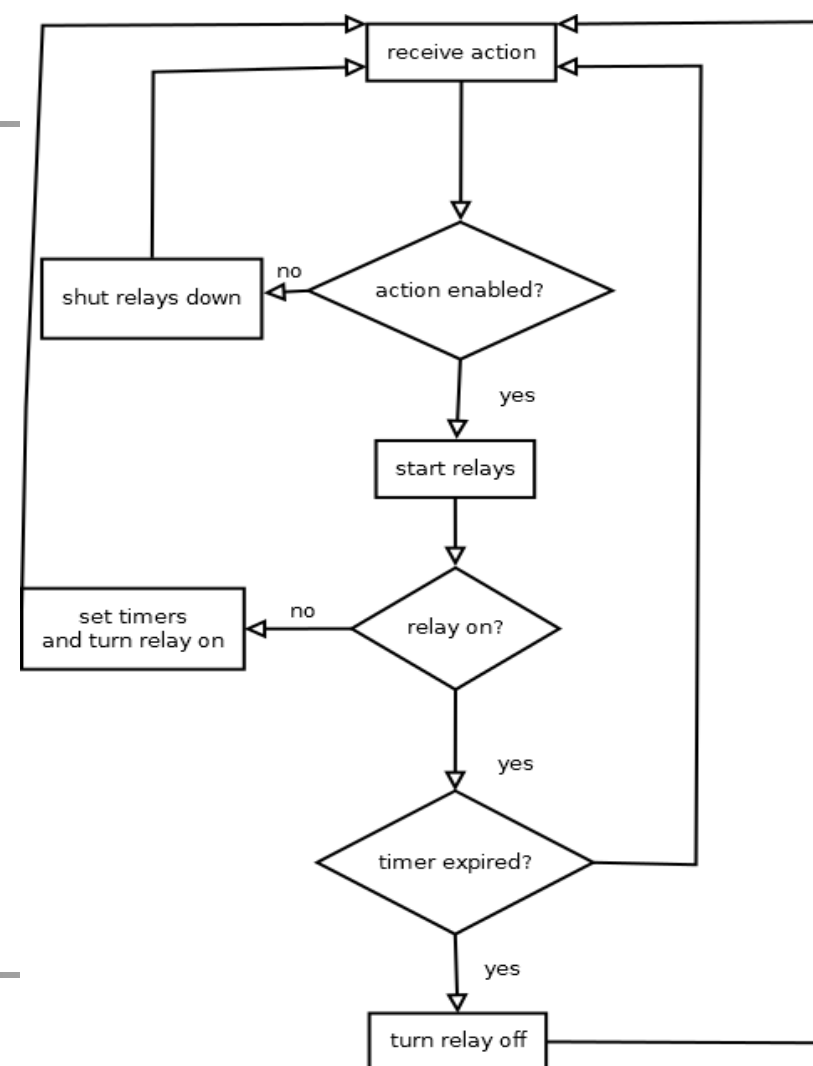 receive action
no
shut relays down
action enabled?
yes
start relays
no
set timers
and turn relay on
relay on?
yes
timer expired?
yes
turn relay off